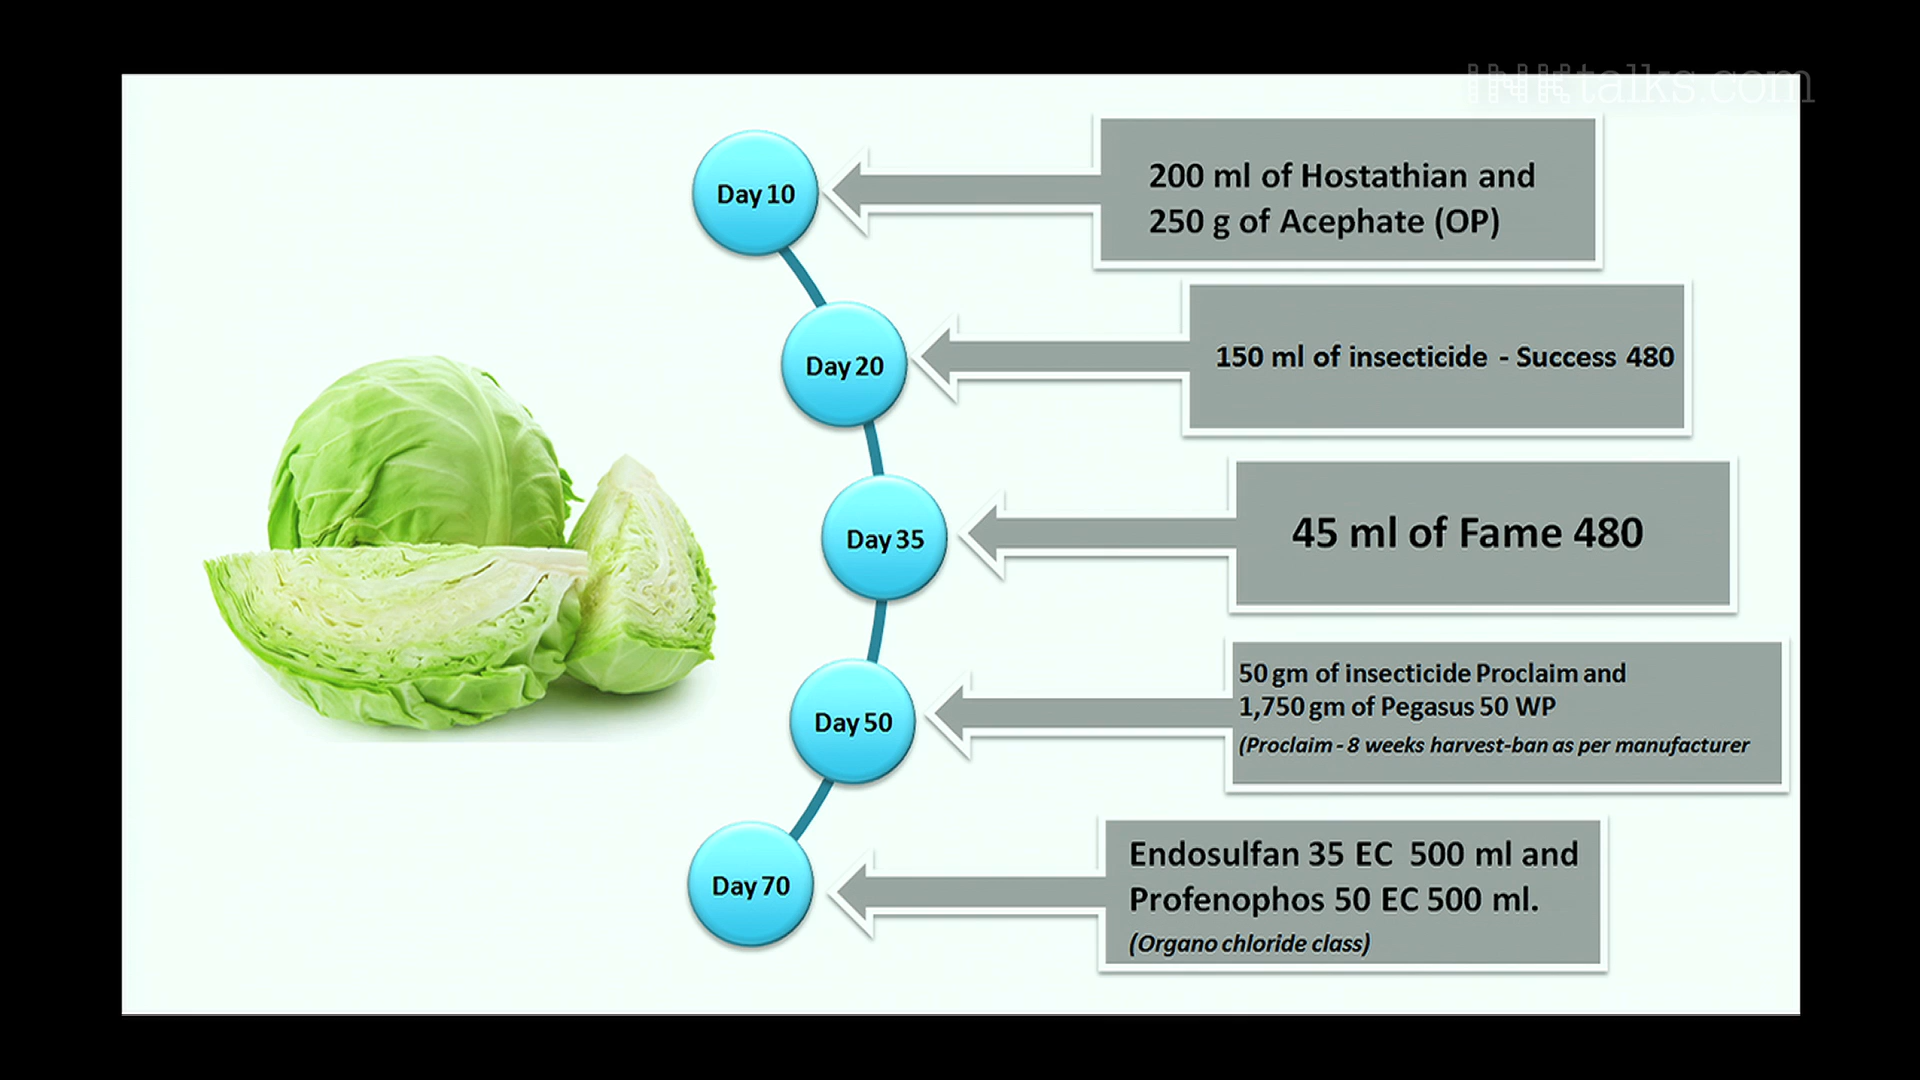 INKtalks.com
Day 10
200 ml of Hostathian and
250 g of Acephate (OP)
Day 20
150 ml of insecticide - Success 480
Day 35
45 ml of Fame 480
Day 50
50 gm of insecticide Proclaim and
1,750 gm of Pegasus 50 WP
(Proclaim - 8 weeks harvest-ban as per manufacturer
Day 70
Endosulfan 35 EC 500 ml and
Profenophos 50 EC 500 ml.
(Organo chloride class)